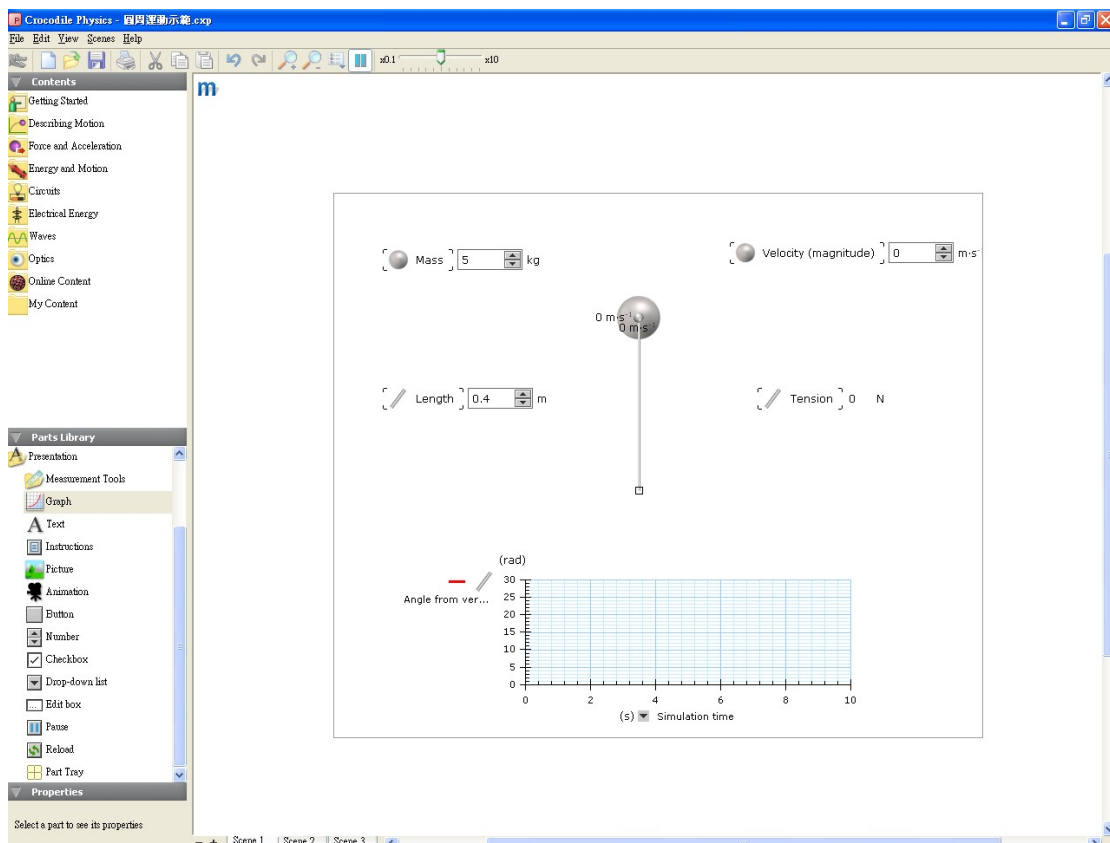 Crocodile Physics - 圓周運動示範.cxp
File Edit View Scenes Help
x0.1 x10
Contents
Getting Started
Describing Motion
Force and Acceleration
Energy and Motion
Circuits
Electrical Energy
Waves
Optics
Online Content
My Content
Parts Library
Presentation
Measurement Tools
Graph
Text
Instructions
Picture
Animation
Button
Number
Checkbox
Drop-down list
Edit box
Pause
Reload
Part Tray
Properties
Select a part to see its properties
m
Mass 5 kg
Velocity (magnitude) 0 m·s⁻
0 m·s⁻¹
0 m·s⁻¹
Length 0.4 m
Tension 0 N
(rad)
Angle from ver...
30
25
20
15
10
5
0
0 2 4 6 8 10
(s) Simulation time
Scene 1 Scene 2 Scene 3